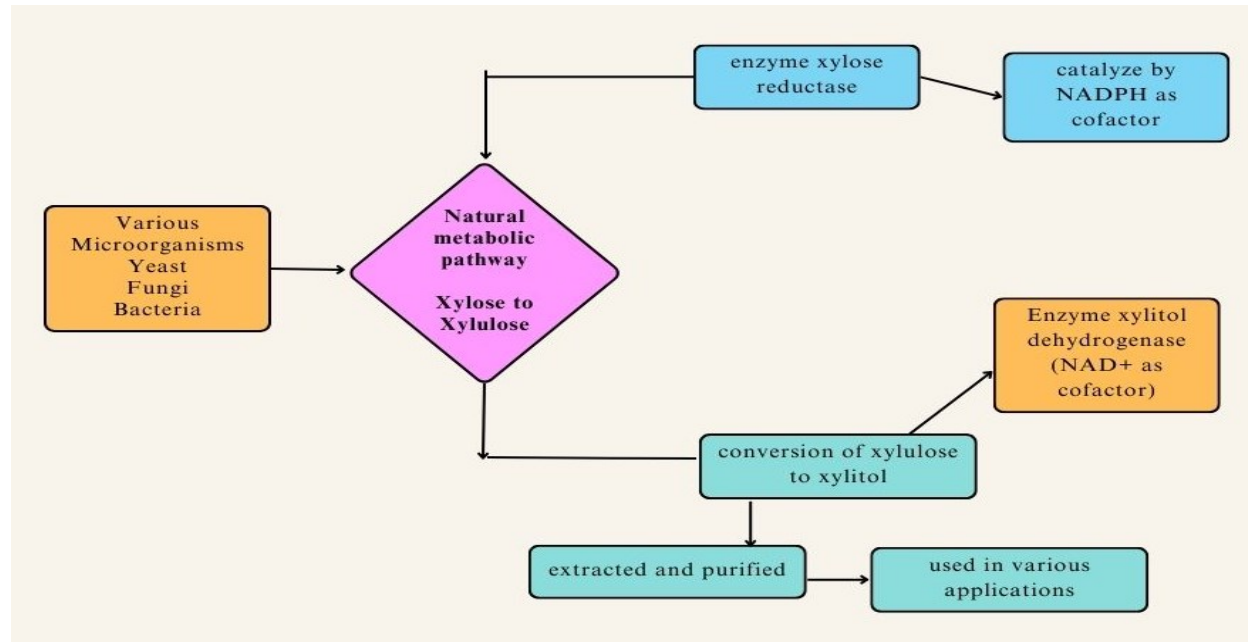 enzyme xylose
reductase
catalyze by
NADPH as
cofactor
Various
Microorganisms
Yeast
Fungi
Bacteria
Natural
metabolic
pathway
Xylose to
Xylulose
Enzyme xylitol
dehydrogenase
(NAD+ as
cofactor)
conversion of xylulose
to xylitol
extracted and purified
used in various
applications